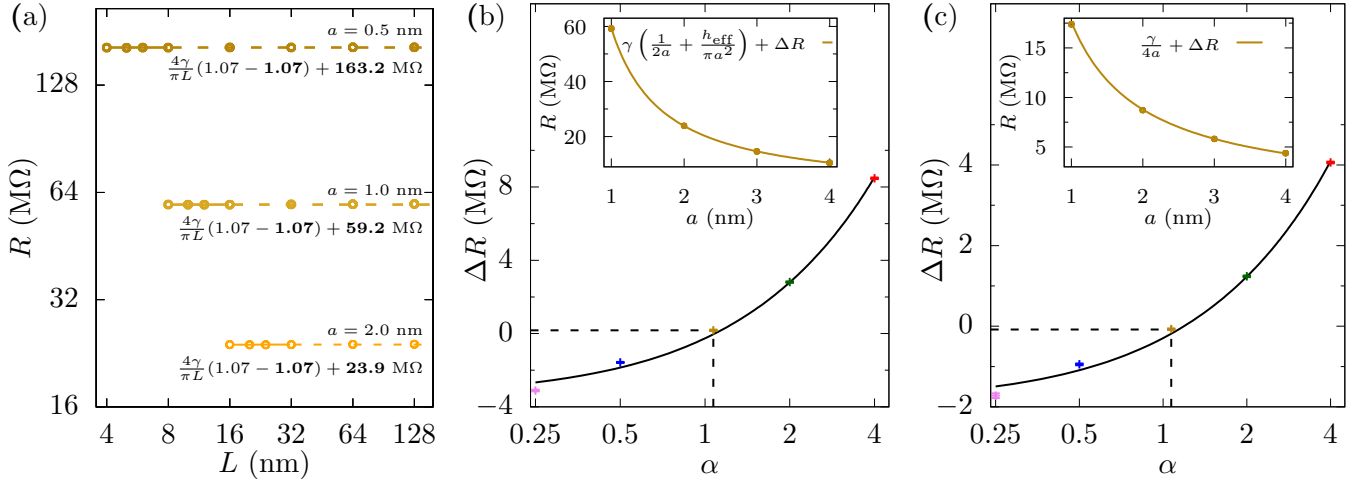 (a)
R (MΩ)
128
64
32
16
a = 0.5 nm
4γ/πL (1.07 − 1.07) + 163.2 MΩ
a = 1.0 nm
4γ/πL (1.07 − 1.07) + 59.2 MΩ
a = 2.0 nm
4γ/πL (1.07 − 1.07) + 23.9 MΩ
4 8 16 32 64 128
L (nm)
(b)
ΔR (MΩ)
8
4
0
−4
0.25 0.5 1 2 4
α
R (MΩ)
60
40
20
γ (1/2a + h_eff/πa²) + ΔR
1 2 3 4
a (nm)
(c)
ΔR (MΩ)
4
2
0
−2
0.25 0.5 1 2 4
α
R (MΩ)
15
10
5
γ/4a + ΔR
1 2 3 4
a (nm)